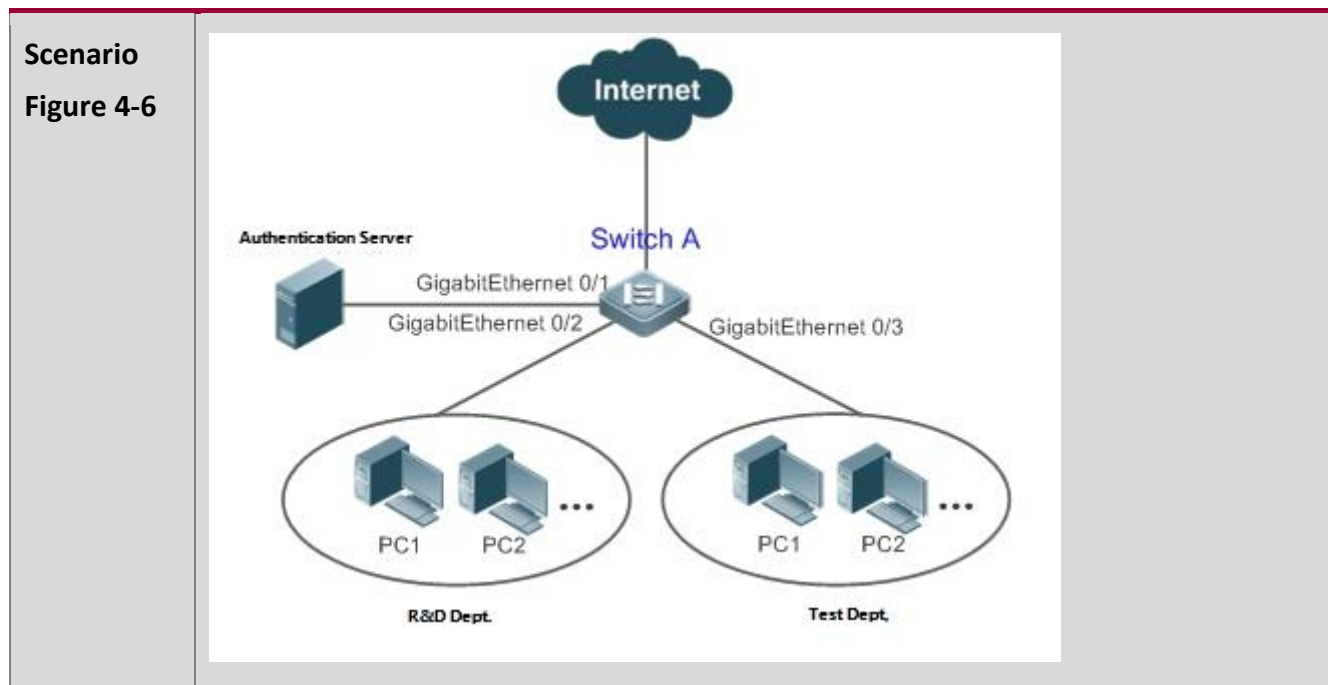 Scenario
Figure 4-6
Internet
Authentication Server
Switch A
GigabitEthernet 0/1
GigabitEthernet 0/2
GigabitEthernet 0/3
PC1
PC2
...
PC1
PC2
...
R&D Dept.
Test Dept,